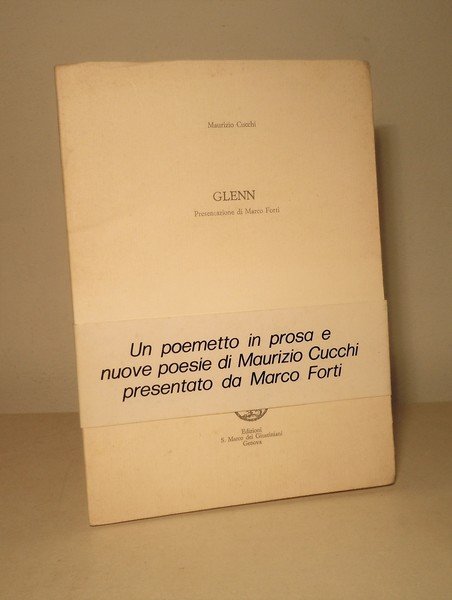 Maurizio Cucchi
GLENN
Presentazione di Marco Forti
Un poemetto in prosa e
nuove poesie di Maurizio Cucchi
presentato da Marco Forti
Edizioni
S. Marco dei Giustiniani
Genova